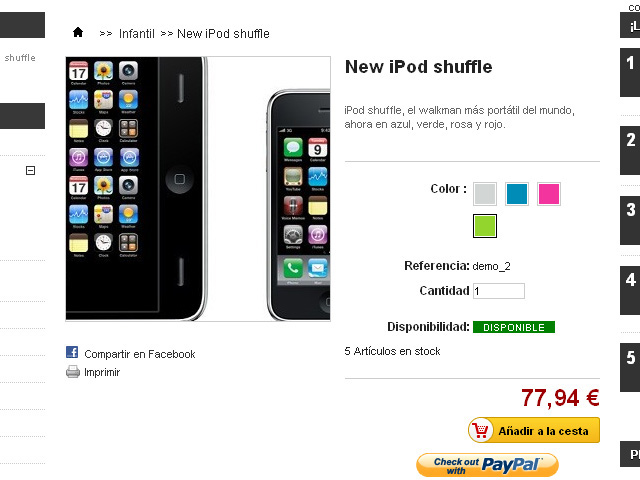 co
¡L
>> Infantil >> New iPod shuffle
shuffle
New iPod shuffle
iPod shuffle, el walkman más portátil del mundo,
ahora en azul, verde, rosa y rojo.
Color :
Referencia: demo_2
Cantidad 1
Disponibilidad: DISPONIBLE
5 Artículos en stock
Compartir en Facebook
Imprimir
77,94 €
Añadir a la cesta
Check out with PayPal
1
2
3
4
5
P